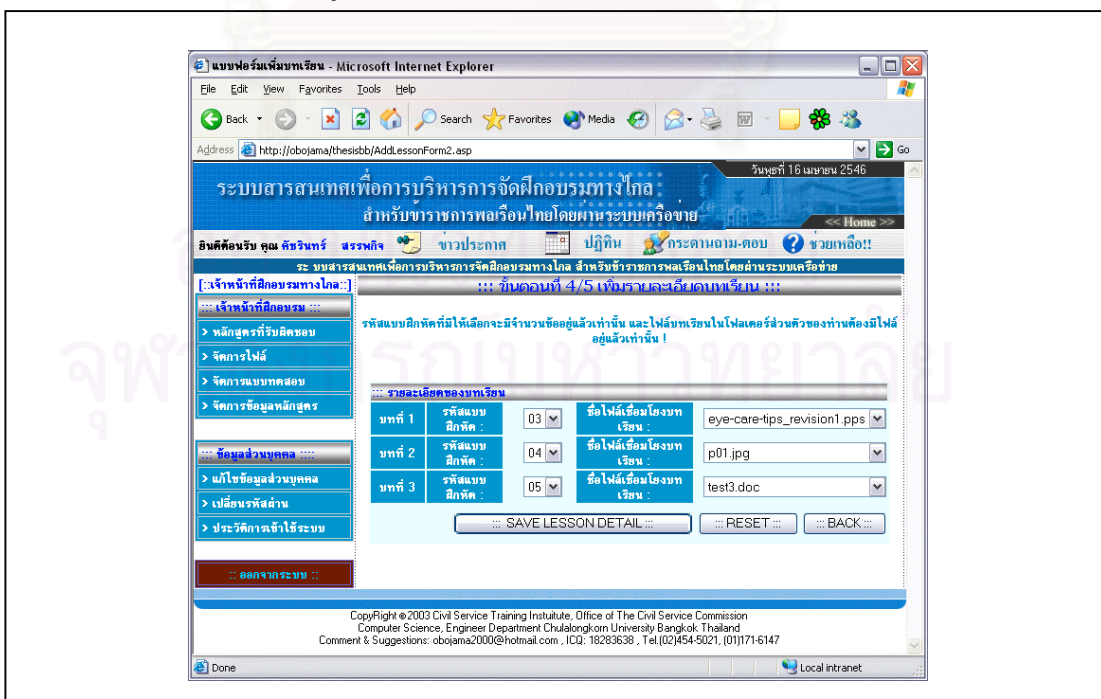 แบบฟอร์มเพิ่มบทเรียน - Microsoft Internet Explorer
File Edit View Favorites Tools Help
Back Search Favorites Media
Address http://obojama/thesisbb/AddLessonForm2.asp Go
วันพุธที่ 16 เมษายน 2546
ระบบสารสนเทศเพื่อการบริหารการจัดฝึกอบรมทางไกล
สำหรับข้าราชการพลเรือนไทยโดยผ่านระบบเครือข่าย
<< Home >>
ยินดีต้อนรับ คุณ คัชรินทร์ สรรพกิจ ข่าวประกาศ ปฏิทิน กระดานถาม-ตอบ ช่วยเหลือ!!
ระบบสารสนเทศเพื่อการบริหารการจัดฝึกอบรมทางไกล สำหรับข้าราชการพลเรือนไทยโดยผ่านระบบเครือข่าย
[::เจ้าหน้าที่ฝึกอบรมทางไกล::]
::: ขั้นตอนที่ 4/5 เพิ่มรายละเอียดบทเรียน :::
::: เจ้าหน้าที่ฝึกอบรม :::
> หลักสูตรที่รับผิดชอบ
> จัดการไฟล์
> จัดการแบบทดสอบ
> จัดการข้อมูลหลักสูตร
::: ข้อมูลส่วนบุคคล ::::
> แก้ไขข้อมูลส่วนบุคคล
> เปลี่ยนรหัสผ่าน
> ประวัติการเข้าใช้ระบบ
:: ออกจากระบบ ::
รหัสแบบฝึกหัดที่มีให้เลือกจะมีจำนวนข้ออยู่แล้วเท่านั้น และไฟล์บทเรียนในโฟลเดอร์ส่วนตัวของท่านต้องมีไฟล์
อยู่แล้วเท่านั้น !
::: รายละเอียดของบทเรียน
บทที่ 1 รหัสแบบฝึกหัด : 03 ชื่อไฟล์เชื่อมโยงบทเรียน : eye-care-tips_revision1.pps
บทที่ 2 รหัสแบบฝึกหัด : 04 ชื่อไฟล์เชื่อมโยงบทเรียน : p01.jpg
บทที่ 3 รหัสแบบฝึกหัด : 05 ชื่อไฟล์เชื่อมโยงบทเรียน : test3.doc
::: SAVE LESSON DETAIL ::: ::: RESET ::: ::: BACK :::
CopyRight © 2003 Civil Service Training Instuitute, Office of The Civil Service Commission
Computer Science, Engineer Department Chulalongkorn University Bangkok Thailand
Comment & Suggestions: obojama2000@hotmail.com , ICQ: 18283638 , Tel.(02)454-5021, (01)171-6147
Done Local intranet